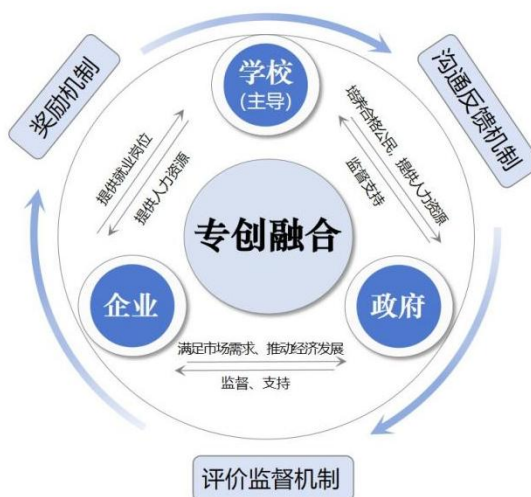 学校
(主导)
奖励机制
沟通反馈机制
提供就业岗位
提供人力资源
培养合格公民，提供人力资源
监督支持
专创融合
企业
政府
满足市场需求、推动经济发展
监督、支持
评价监督机制